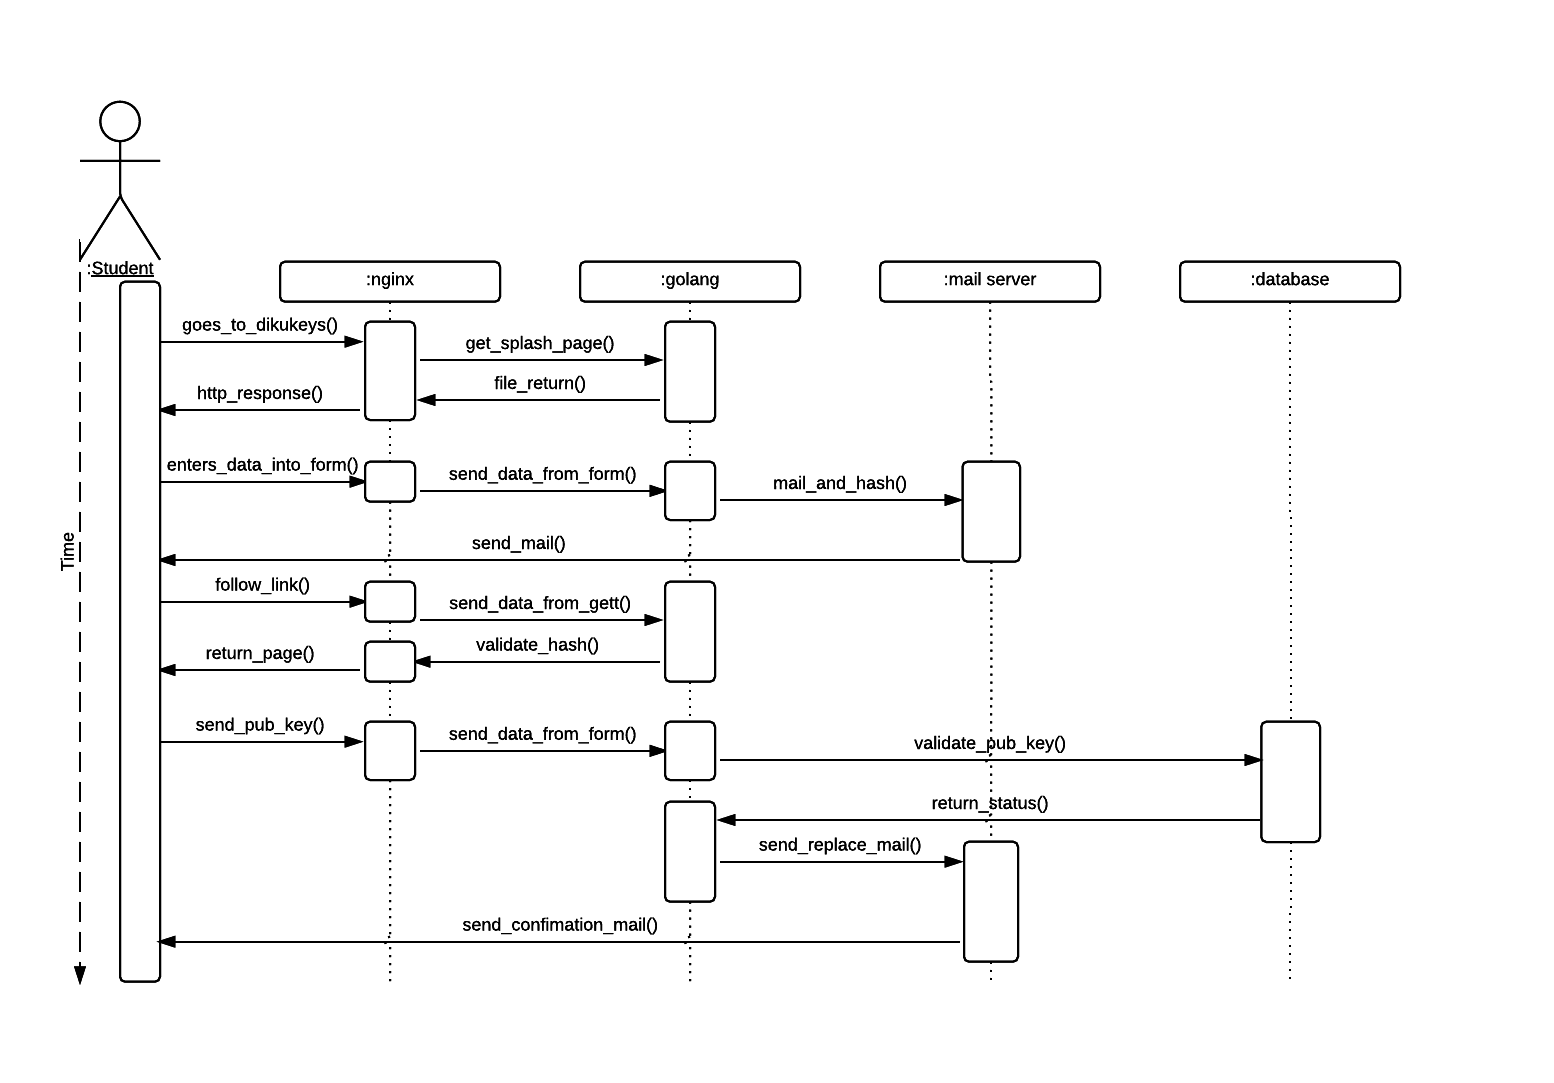 :Student
:nginx
:golang
:mail server
:database
goes_to_dikukeys()
get_splash_page()
file_return()
http_response()
enters_data_into_form()
send_data_from_form()
mail_and_hash()
send_mail()
Time
follow_link()
send_data_from_gett()
validate_hash()
return_page()
send_pub_key()
send_data_from_form()
validate_pub_key()
return_status()
send_replace_mail()
send_confimation_mail()